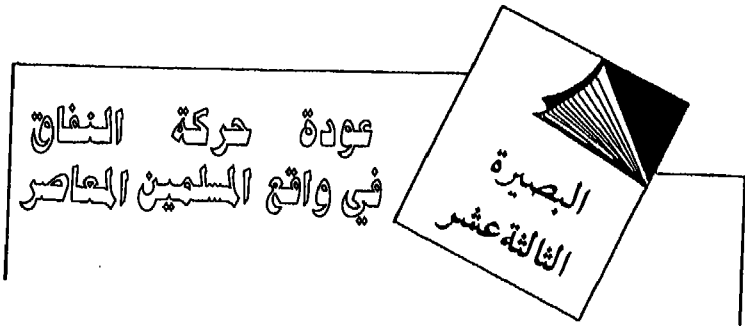 البصيرة
الثالثة عشر
عودة حركة النفاق
في واقع المسلمين المعاصر